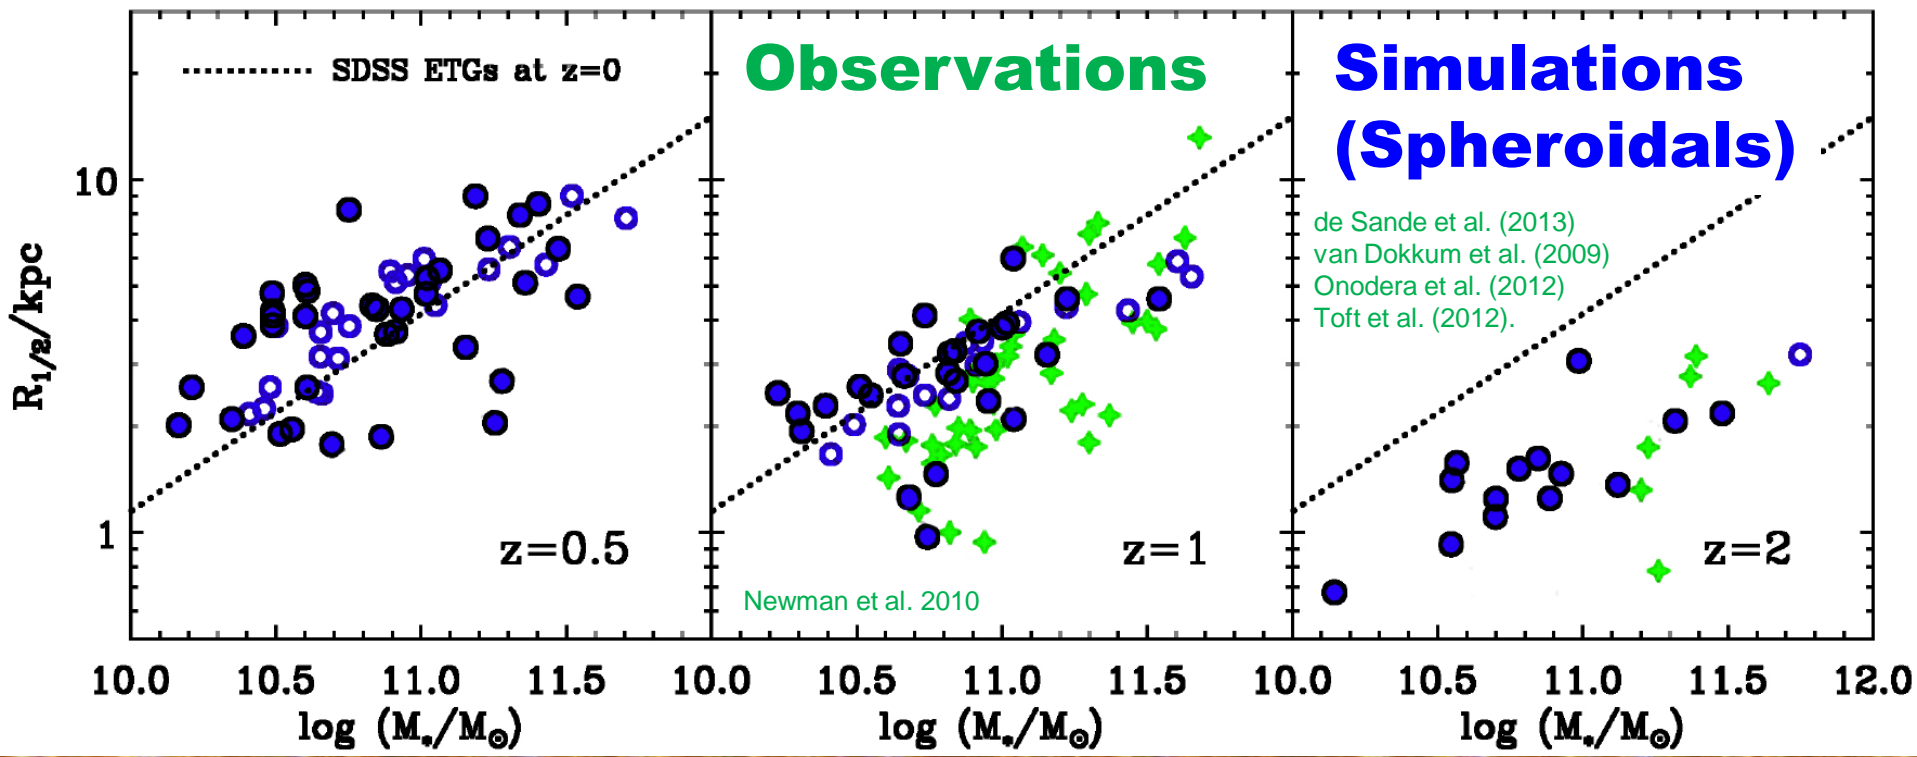 SDSS ETGs at z=0
Observations
Simulations
(Spheroidals)
de Sande et al. (2013)
van Dokkum et al. (2009)
Onodera et al. (2012)
Toft et al. (2012).
R1/2/kpc
10
1
z=0.5
z=1
z=2
Newman et al. 2010
10.0 10.5 11.0 11.5 10.0 10.5 11.0 11.5 10.0 10.5 11.0 11.5 12.0
log (M*/M⊙) log (M*/M⊙) log (M*/M⊙)